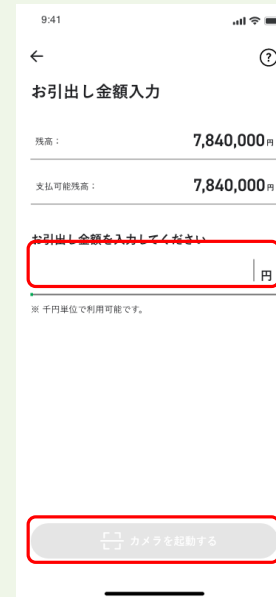 9:41
←
?
お引出し金額入力
残高： 7,840,000円
支払可能残高： 7,840,000円
お引出し金額を入力してください
円
※ 千円単位で利用可能です。
カメラを起動する